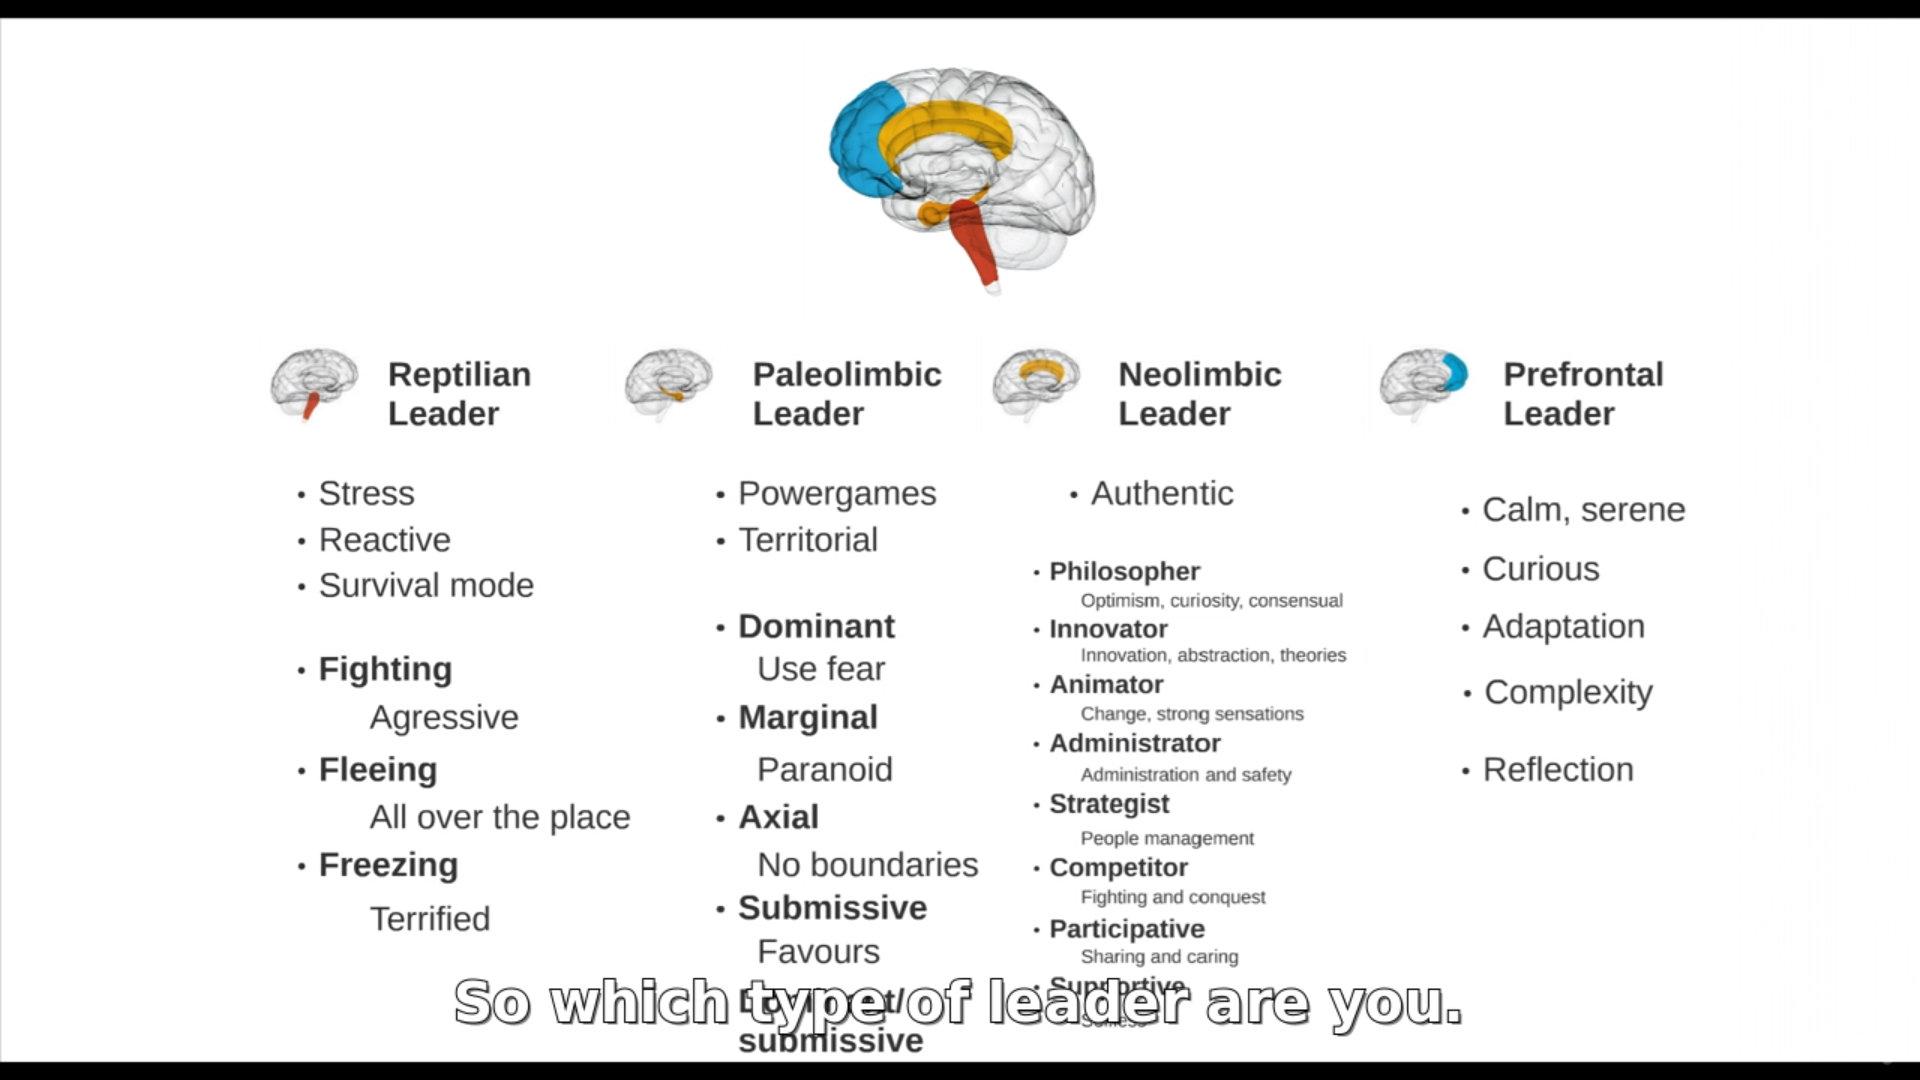 Reptilian
Leader
• Stress
• Reactive
• Survival mode
• Fighting
Agressive
• Fleeing
All over the place
• Freezing
Terrified
Paleolimbic
Leader
• Powergames
• Territorial
• Dominant
Use fear
• Marginal
Paranoid
• Axial
No boundaries
• Submissive
Favours
Dominant/
submissive
Neolimbic
Leader
• Authentic
• Philosopher
Optimism, curiosity, consensual
• Innovator
Innovation, abstraction, theories
• Animator
Change, strong sensations
• Administrator
Administration and safety
• Strategist
People management
• Competitor
Fighting and conquest
• Participative
Sharing and caring
• Supportive
Prefrontal
Leader
• Calm, serene
• Curious
• Adaptation
• Complexity
• Reflection
So which type of leader are you.